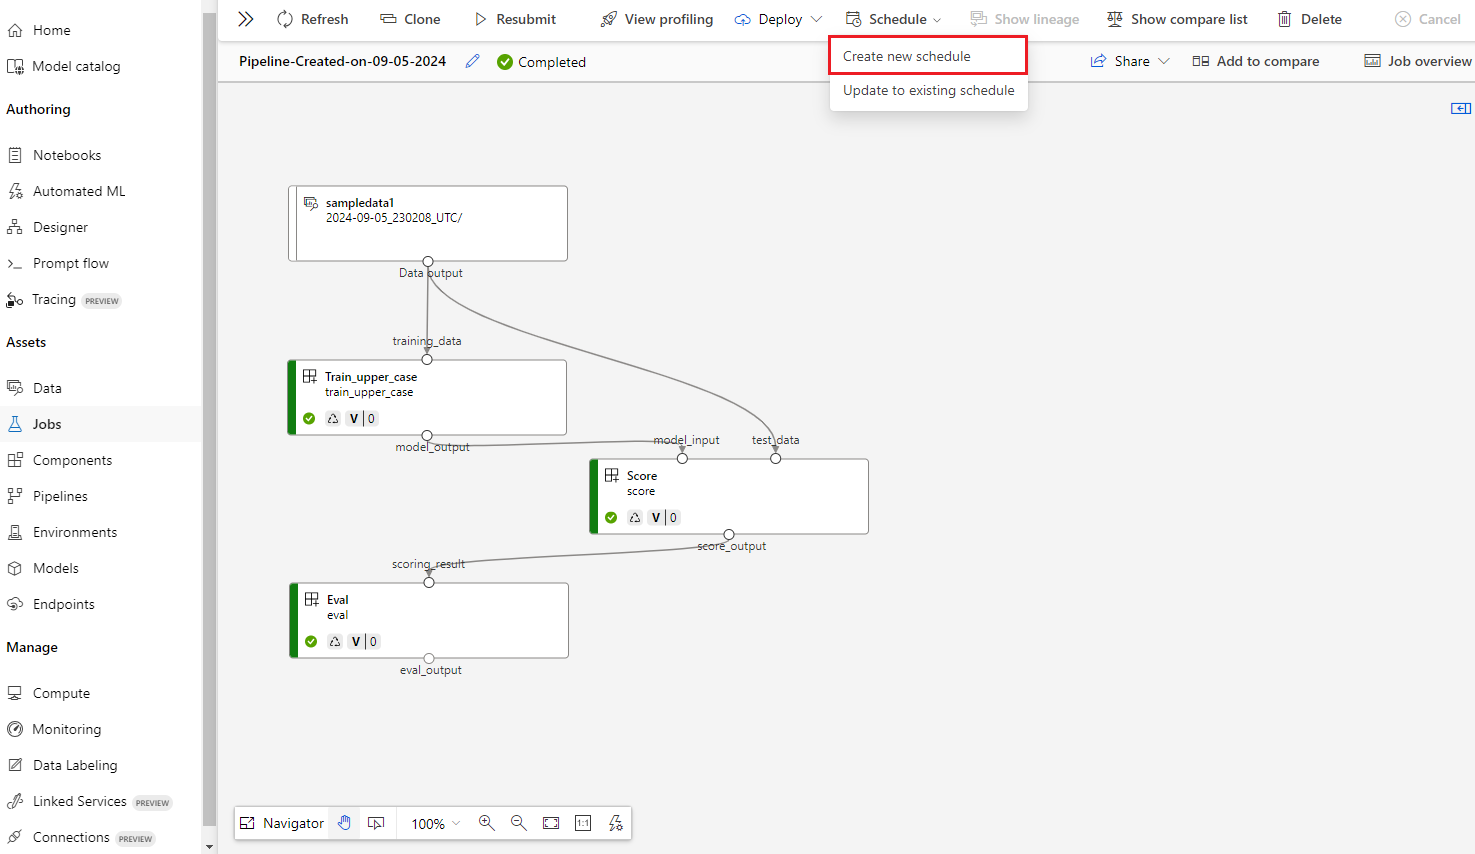 Home
Model catalog
Authoring
Notebooks
Automated ML
Designer
Prompt flow
Tracing PREVIEW
Assets
Data
Jobs
Components
Pipelines
Environments
Models
Endpoints
Manage
Compute
Monitoring
Data Labeling
Linked Services PREVIEW
Connections PREVIEW
Refresh Clone Resubmit View profiling Deploy Schedule Show lineage Show compare list Delete Cancel
Pipeline-Created-on-09-05-2024 Completed Share Add to compare Job overview
Create new schedule
Update to existing schedule
sampledata1
2024-09-05_230208_UTC/
Data output
training_data
Train_upper_case
train_upper_case
V 0
model_output
model_input test_data
Score
score
V 0
score_output
scoring_result
Eval
eval
V 0
eval_output
Navigator 100% 1:1